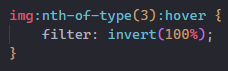 img:nth-of-type(3):hover {
    filter: invert(100%);
}